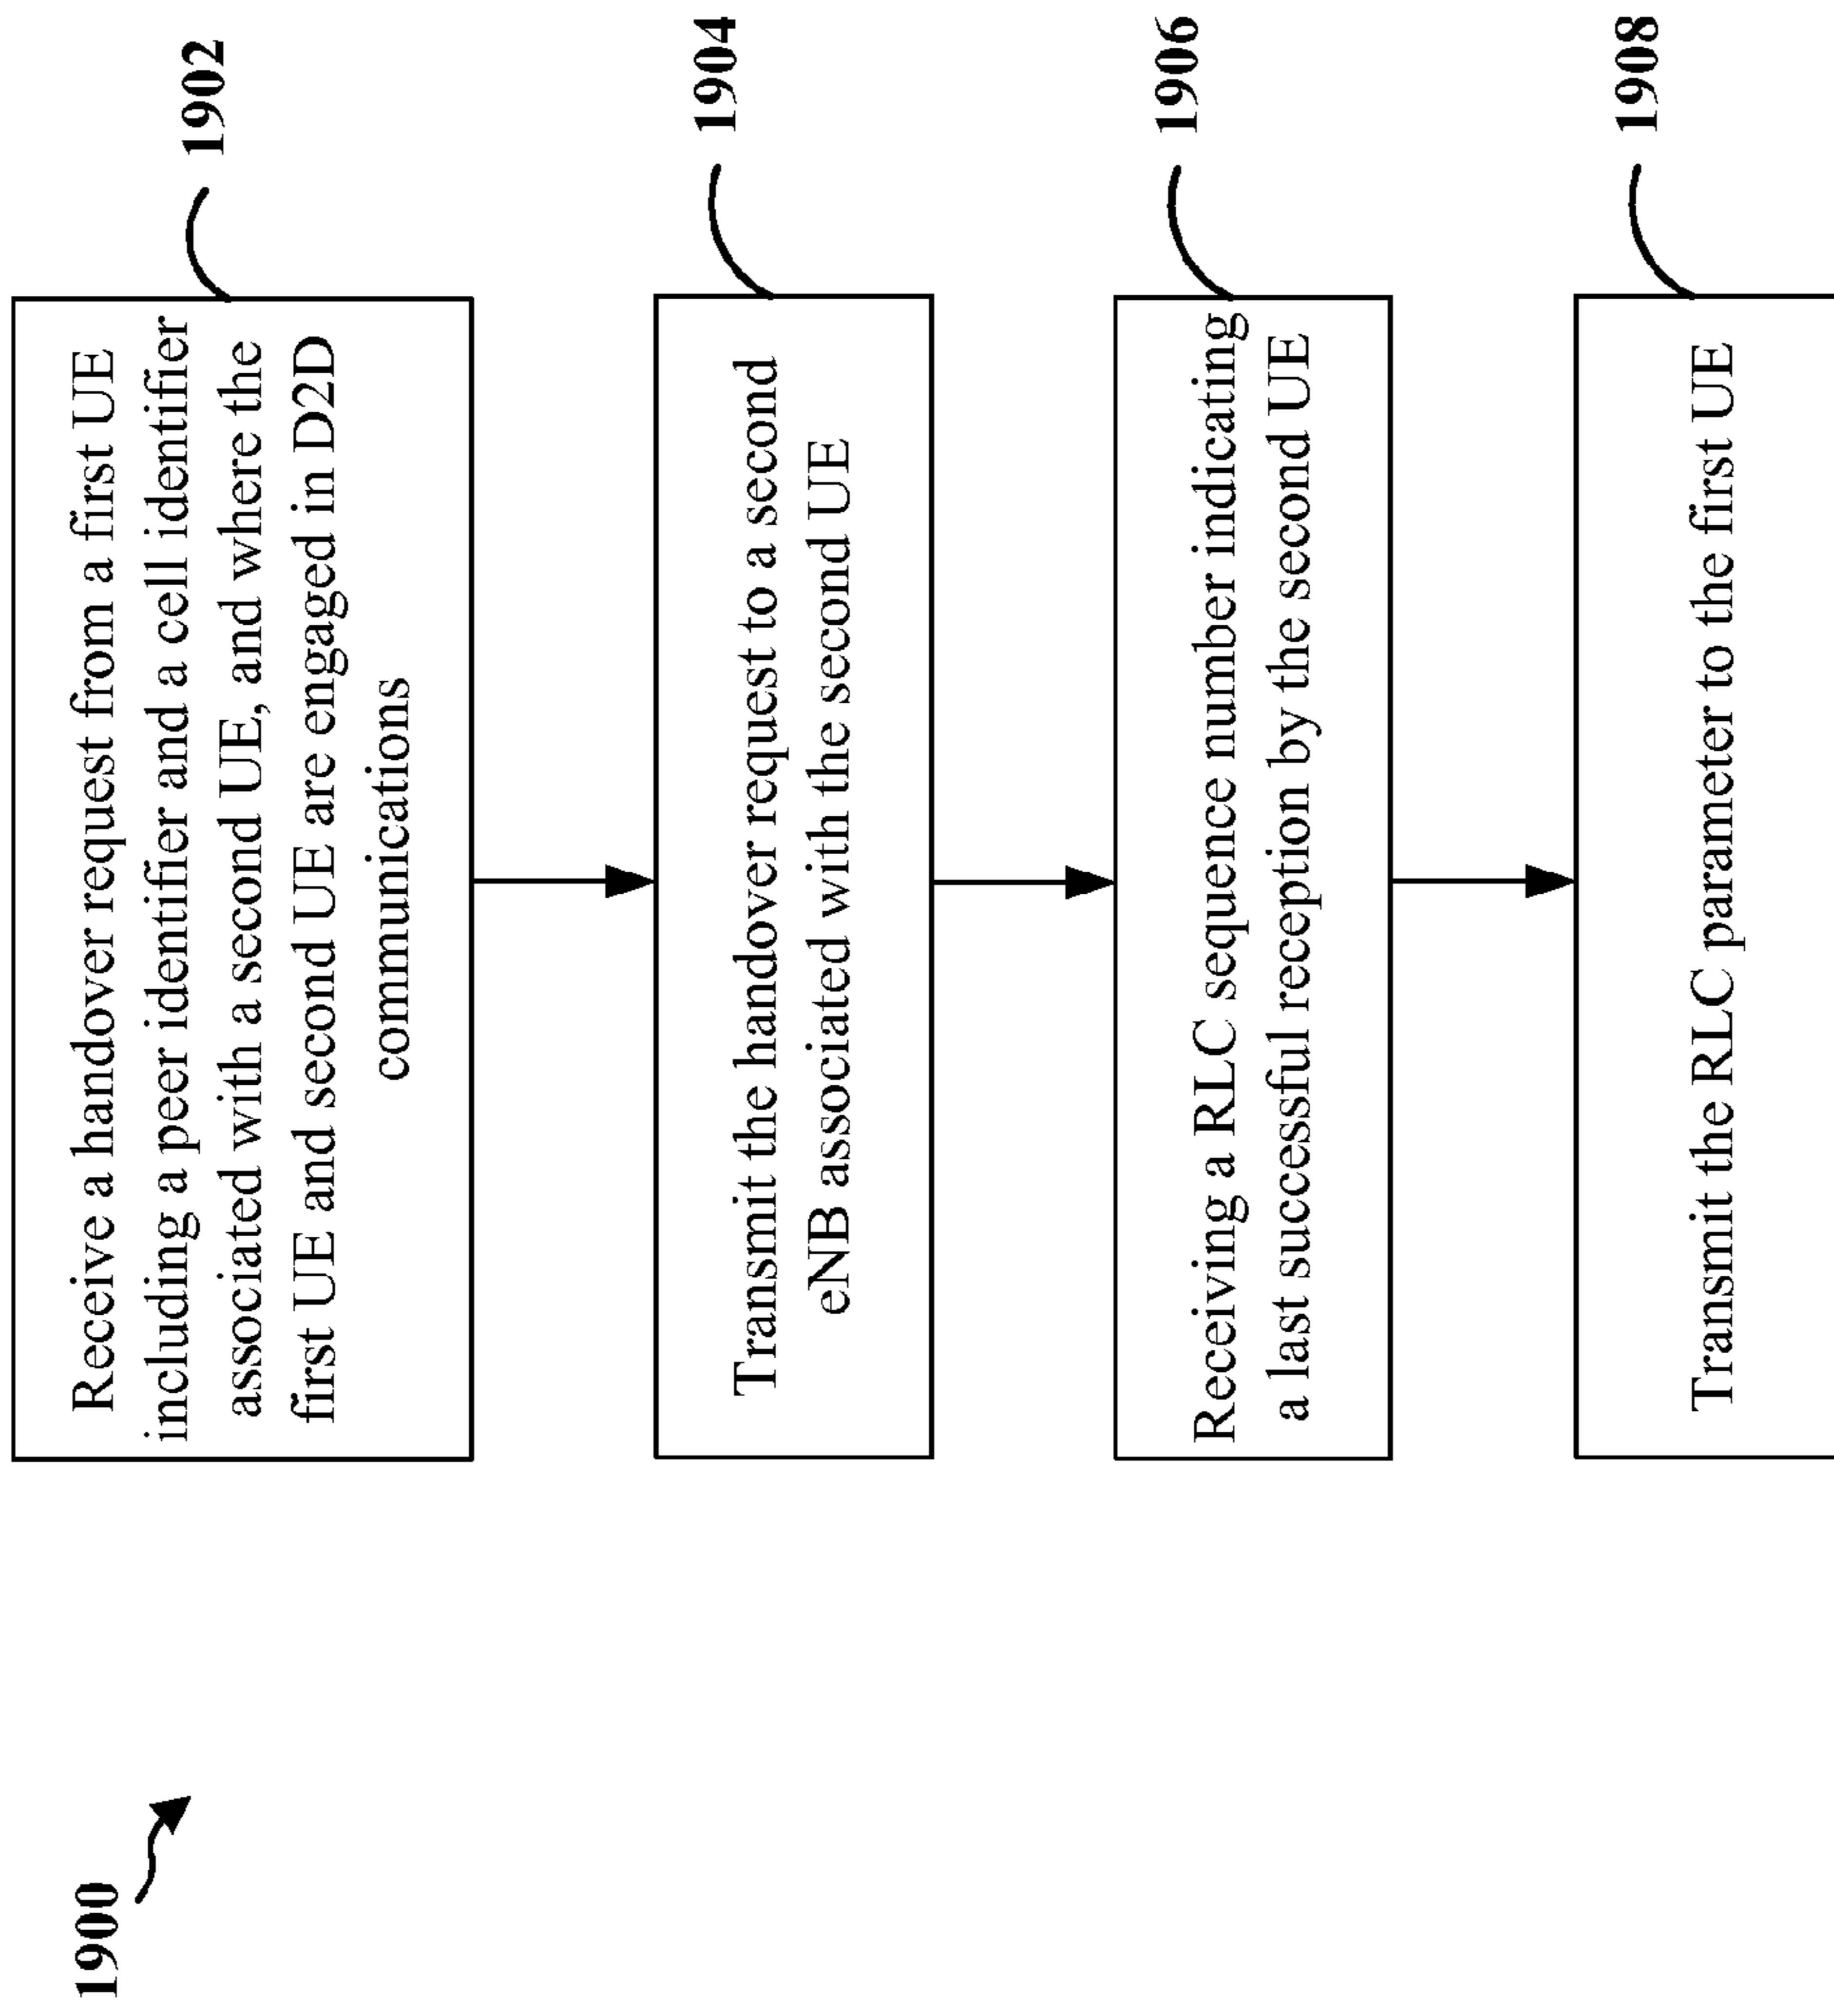 1900
Receive a handover request from a first UE
including a peer identifier and a cell identifier
associated with a second UE, and where the
first UE and second UE are engaged in D2D
communications
1902
Transmit the handover request to a second
eNB associated with the second UE
1904
Receiving a RLC sequence number indicating
a last successful reception by the second UE
1906
Transmit the RLC parameter to the first UE
1908